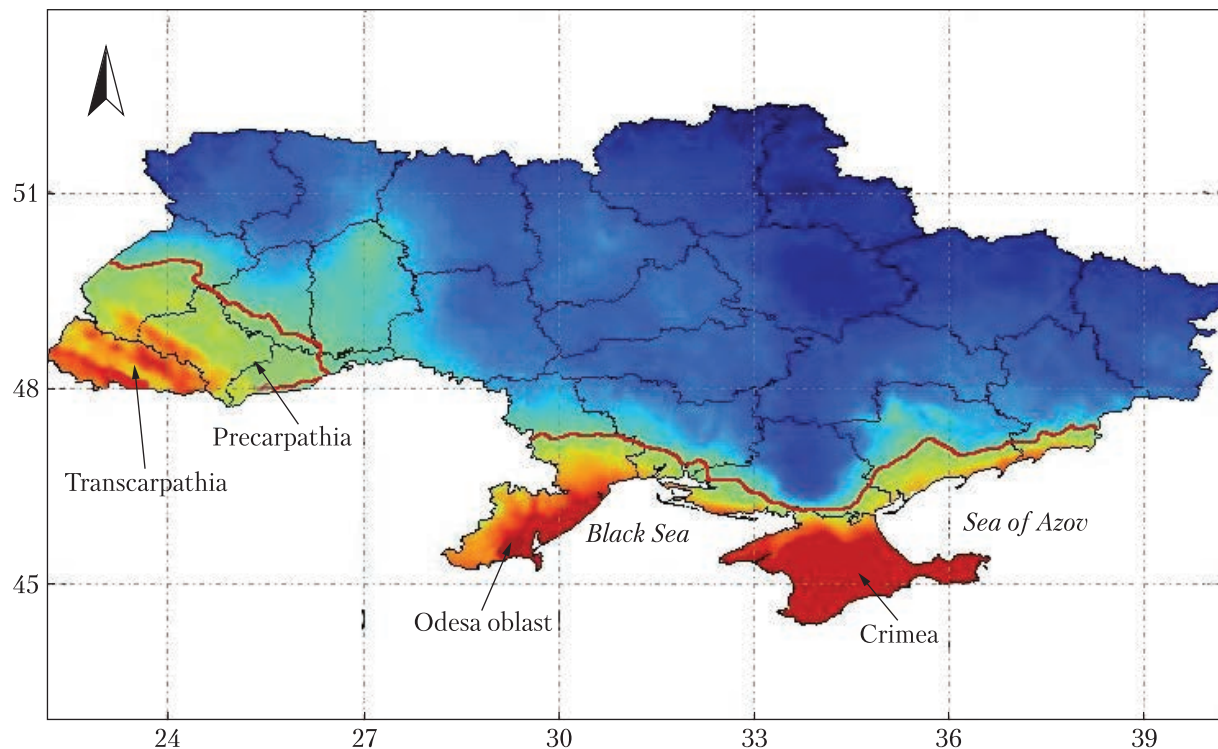 51
48
45
Precarpathia
Transcarpathia
Black Sea
Sea of Azov
Odesa oblast
Crimea
24 27 30 33 36 39